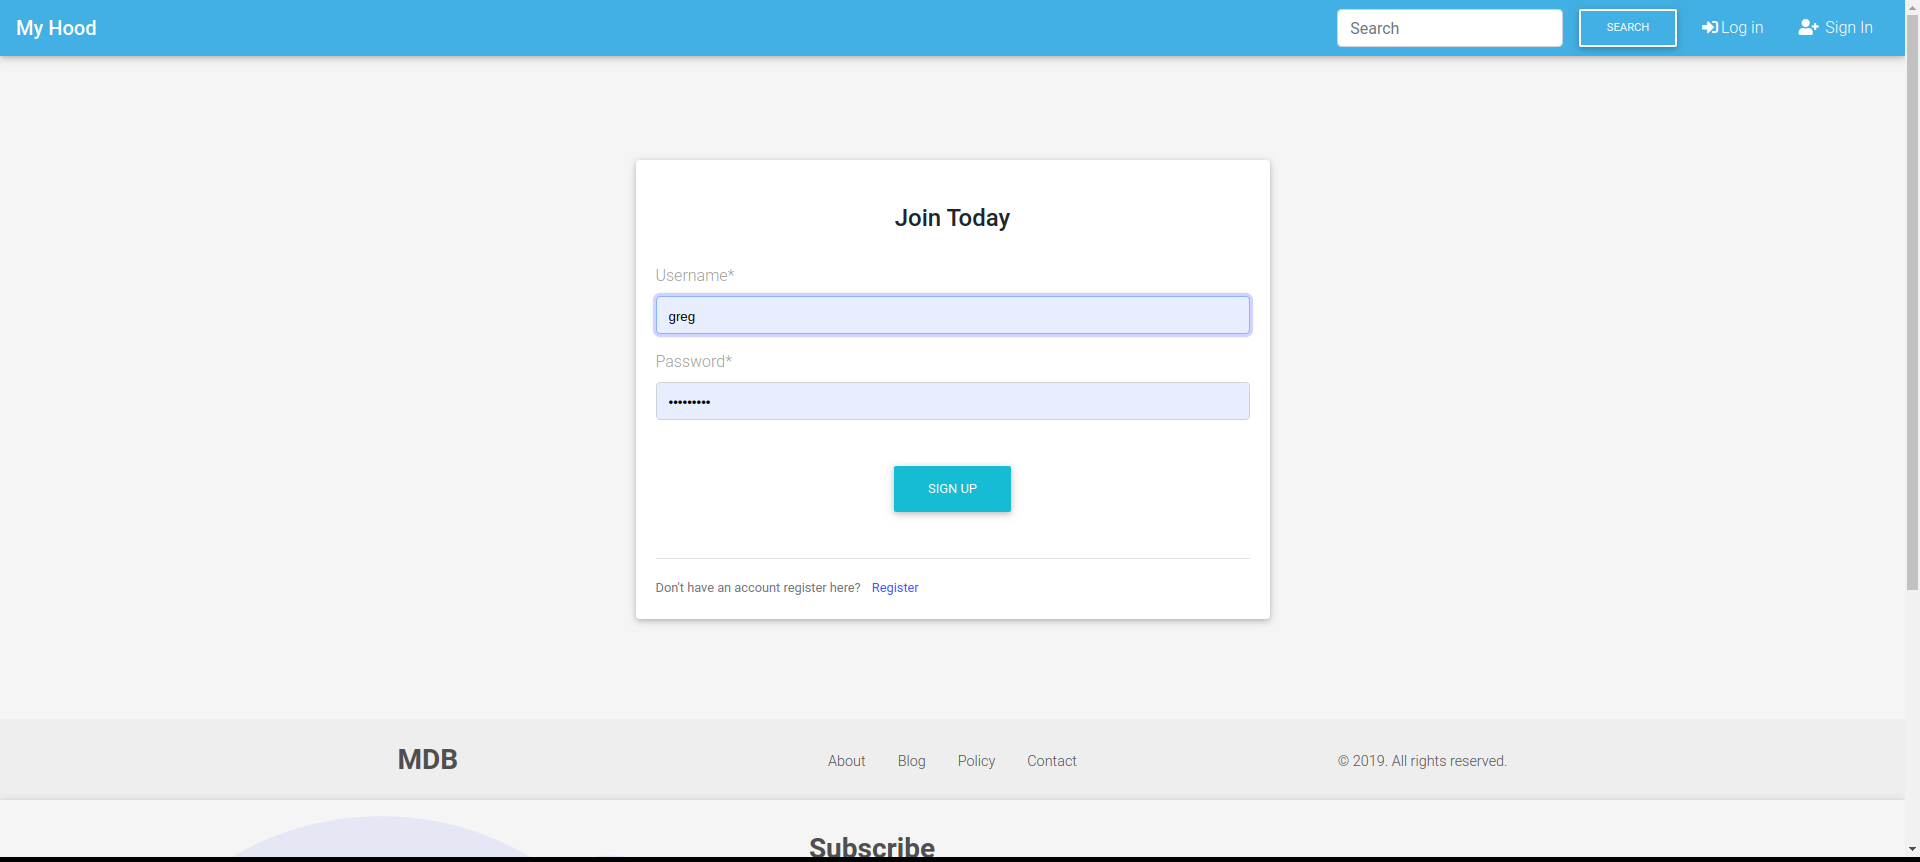 My Hood
Search
SEARCH
Log in
Sign In
Join Today
Username*
greg
Password*
•••••••••
SIGN UP
Don't have an account register here? Register
MDB
About Blog Policy Contact
© 2019. All rights reserved.
Subscribe